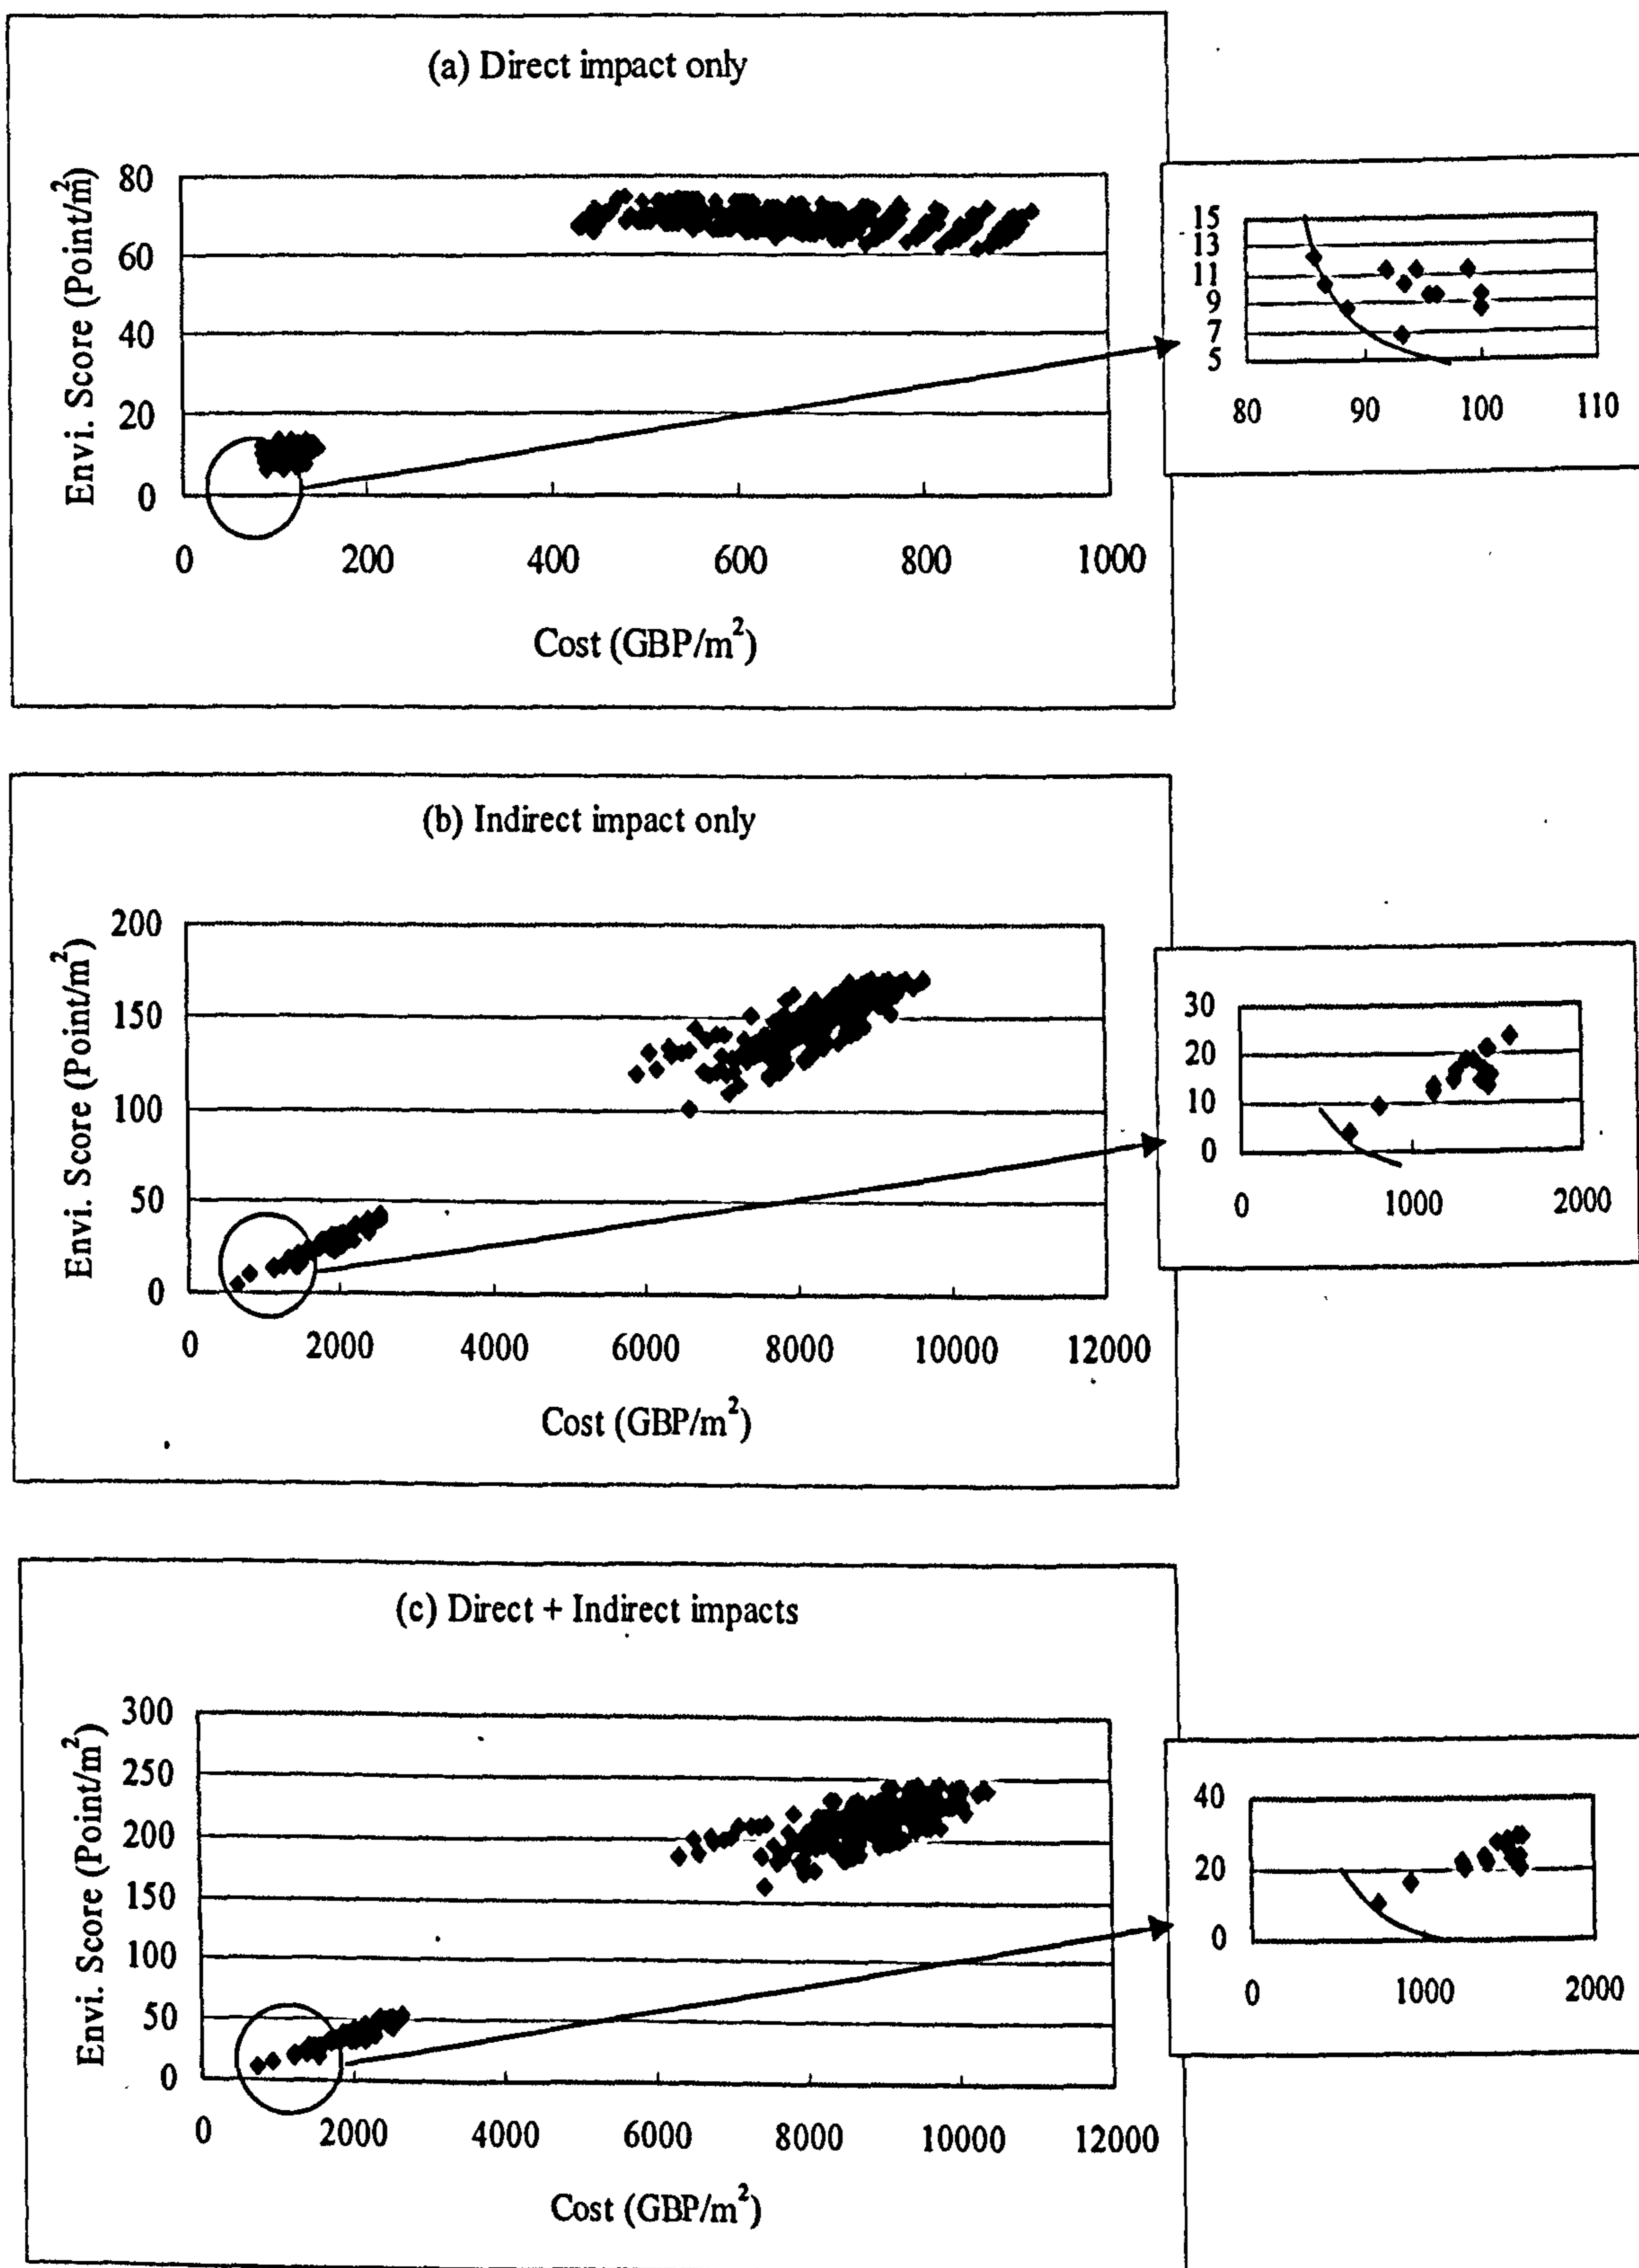 (a) Direct impact only
Envi. Score (Point/m²)
80
60
40
20
0
0 200 400 600 800 1000
Cost (GBP/m²)
15
13
11
9
7
5
80 90 100 110
(b) Indirect impact only
Envi. Score (Point/m²)
200
150
100
50
0
0 2000 4000 6000 8000 10000 12000
Cost (GBP/m²)
30
20
10
0
0 1000 2000
(c) Direct + Indirect impacts
Envi. Score (Point/m²)
300
250
200
150
100
50
0
0 2000 4000 6000 8000 10000 12000
Cost (GBP/m²)
40
20
0
0 1000 2000